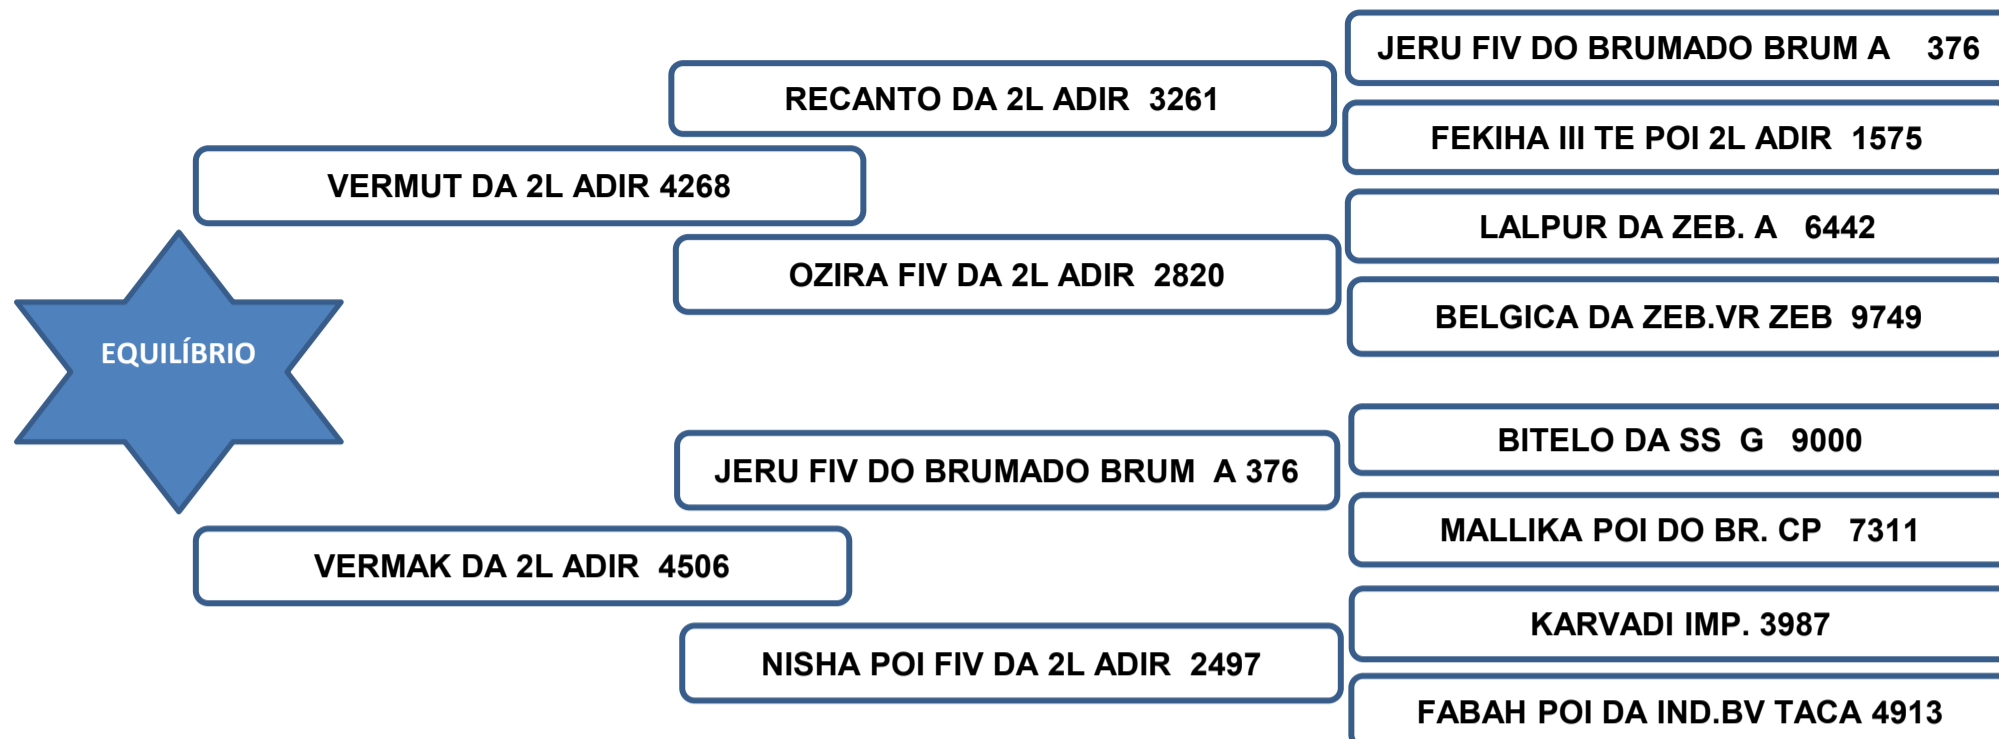 JERU FIV DO BRUMADO BRUM A 376
RECANTO DA 2L ADIR 3261
FEKIHA III TE POI 2L ADIR 1575
VERMUT DA 2L ADIR 4268
LALPUR DA ZEB. A 6442
OZIRA FIV DA 2L ADIR 2820
BELGICA DA ZEB.VR ZEB 9749
EQUILÍBRIO
BITELO DA SS G 9000
JERU FIV DO BRUMADO BRUM A 376
MALLIKA POI DO BR. CP 7311
VERMAK DA 2L ADIR 4506
KARVADI IMP. 3987
NISHA POI FIV DA 2L ADIR 2497
FABAH POI DA IND.BV TACA 4913